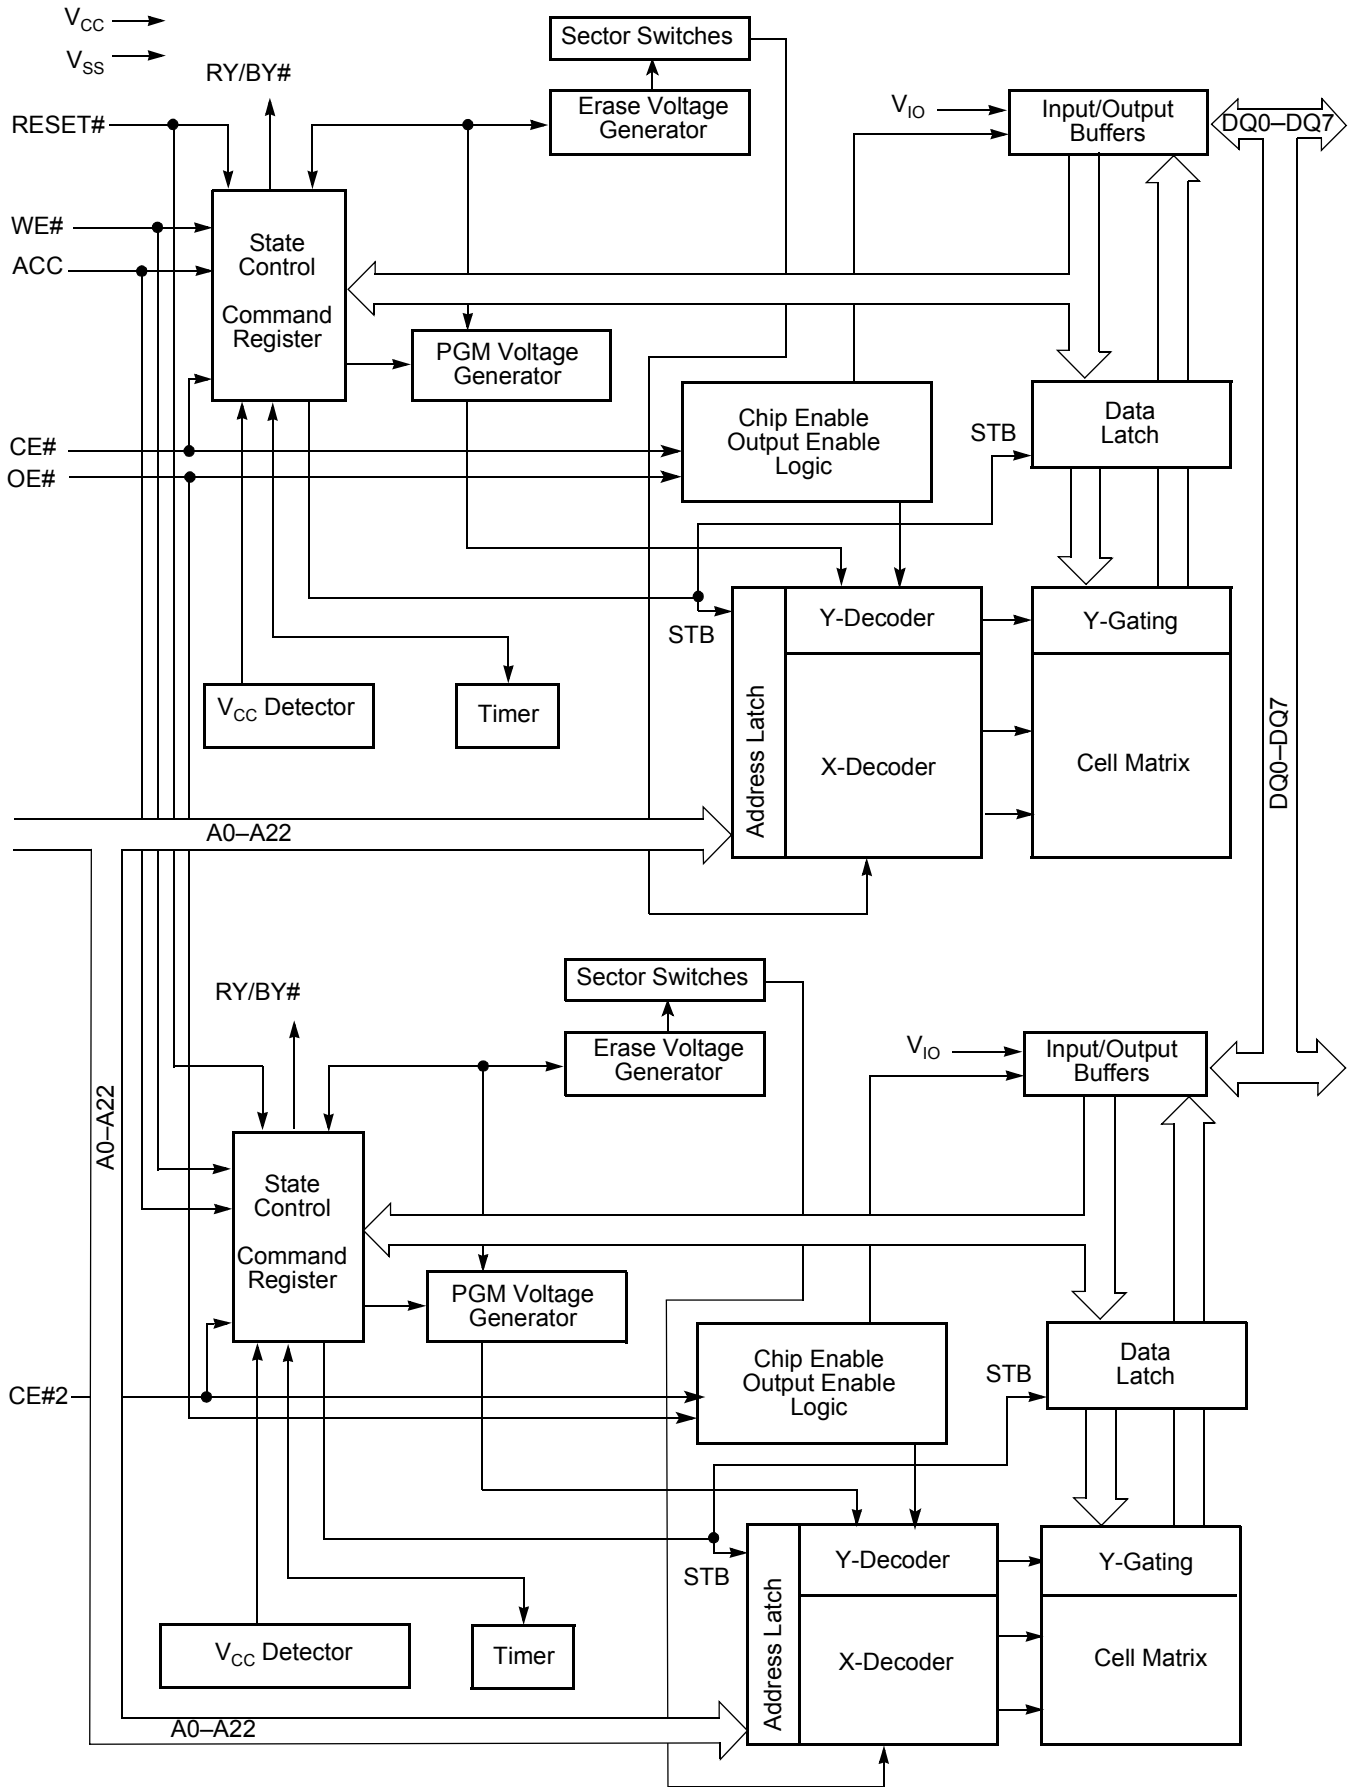 VCC
VSS
Sector Switches
RY/BY#
Erase Voltage
Generator
VIO
Input/Output
Buffers
DQ0–DQ7
RESET#
WE#
ACC
State
Control
Command
Register
PGM Voltage
Generator
Chip Enable
Output Enable
Logic
STB
Data
Latch
CE#
OE#
STB
Y-Decoder
Y-Gating
VCC Detector
Timer
Address Latch
X-Decoder
Cell Matrix
DQ0–DQ7
A0–A22
Sector Switches
RY/BY#
Erase Voltage
Generator
VIO
Input/Output
Buffers
A0–A22
State
Control
Command
Register
PGM Voltage
Generator
Chip Enable
Output Enable
Logic
STB
Data
Latch
CE#2
STB
Y-Decoder
Y-Gating
VCC Detector
Timer
Address Latch
X-Decoder
Cell Matrix
A0–A22